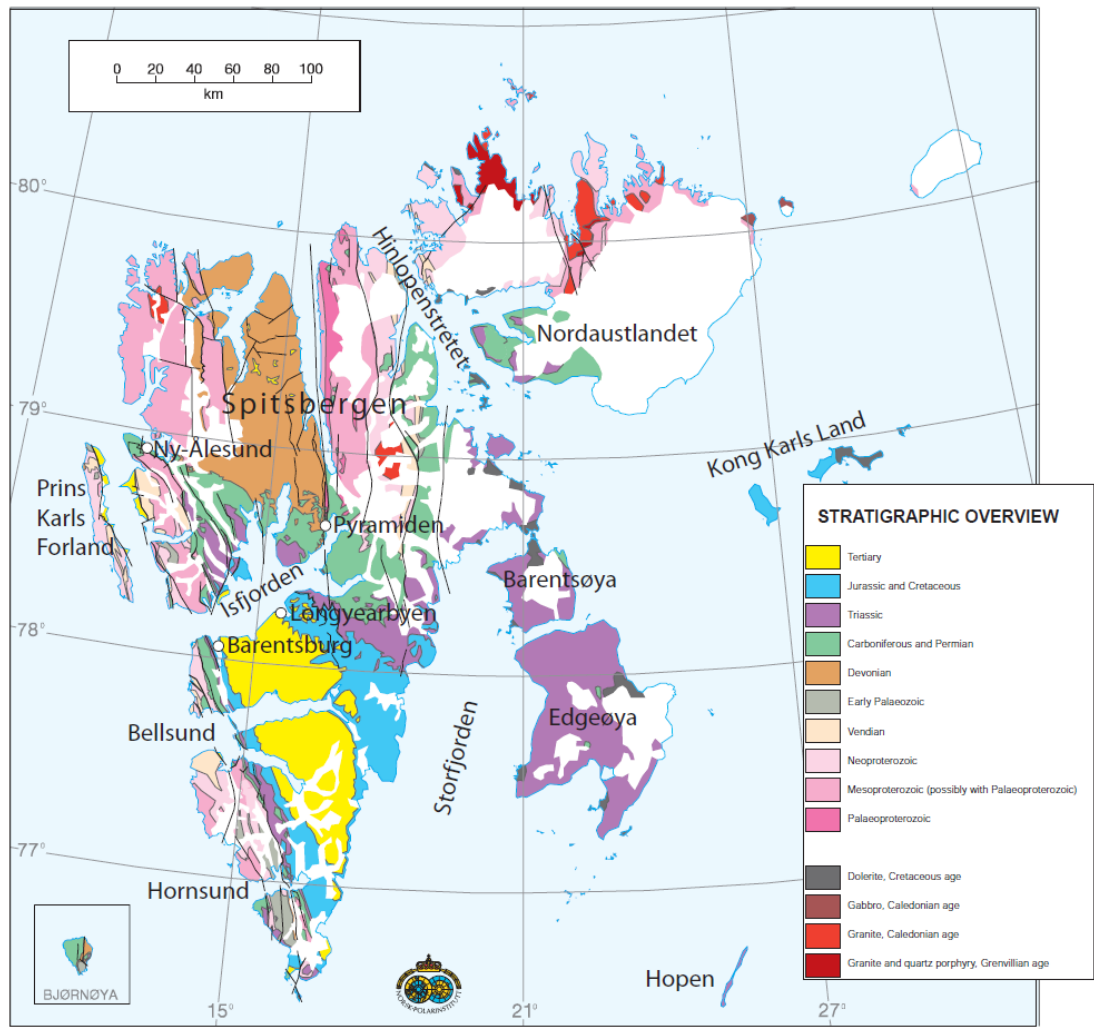 0 20 40 60 80 100
km
80°
79°
78°
77°
15°
21°
27°
Hinlopenstretet
Nordaustlandet
Spitsbergen
Ny-Ålesund
Prins
Karls
Forland
Kong Karls Land
Pyramiden
Isfjorden
Barentsøya
Longyearbyen
Barentsburg
Bellsund
Storfjorden
Edgeøya
Hornsund
Hopen
BJØRNØYA
NORSK POLARINSTITUTT
STRATIGRAPHIC OVERVIEW
Tertiary
Jurassic and Cretaceous
Triassic
Carboniferous and Permian
Devonian
Early Palaeozoic
Vendian
Neoproterozoic
Mesoproterozoic (possibly with Palaeoproterozoic)
Palaeoproterozoic
Dolerite, Cretaceous age
Gabbro, Caledonian age
Granite, Caledonian age
Granite and quartz porphyry, Grenvillian age